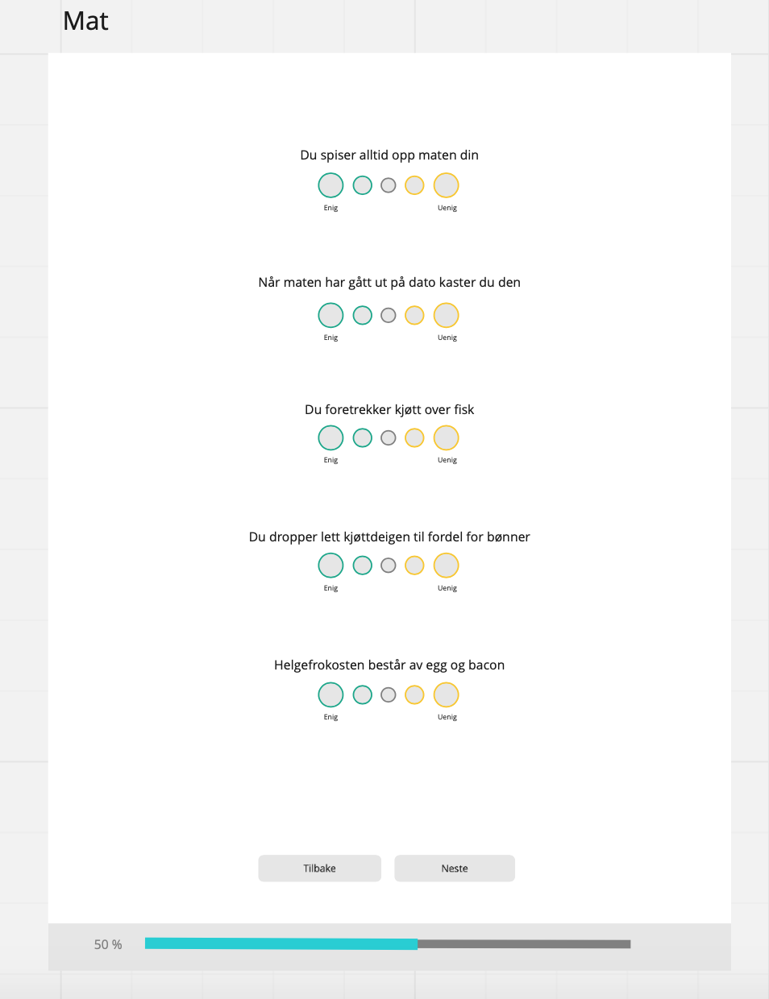 Mat
Du spiser alltid opp maten din
Enig Uenig
Når maten har gått ut på dato kaster du den
Enig Uenig
Du foretrekker kjøtt over fisk
Enig Uenig
Du dropper lett kjøttdeigen til fordel for bønner
Enig Uenig
Helgefrokosten består av egg og bacon
Enig Uenig
Tilbake Neste
50 %